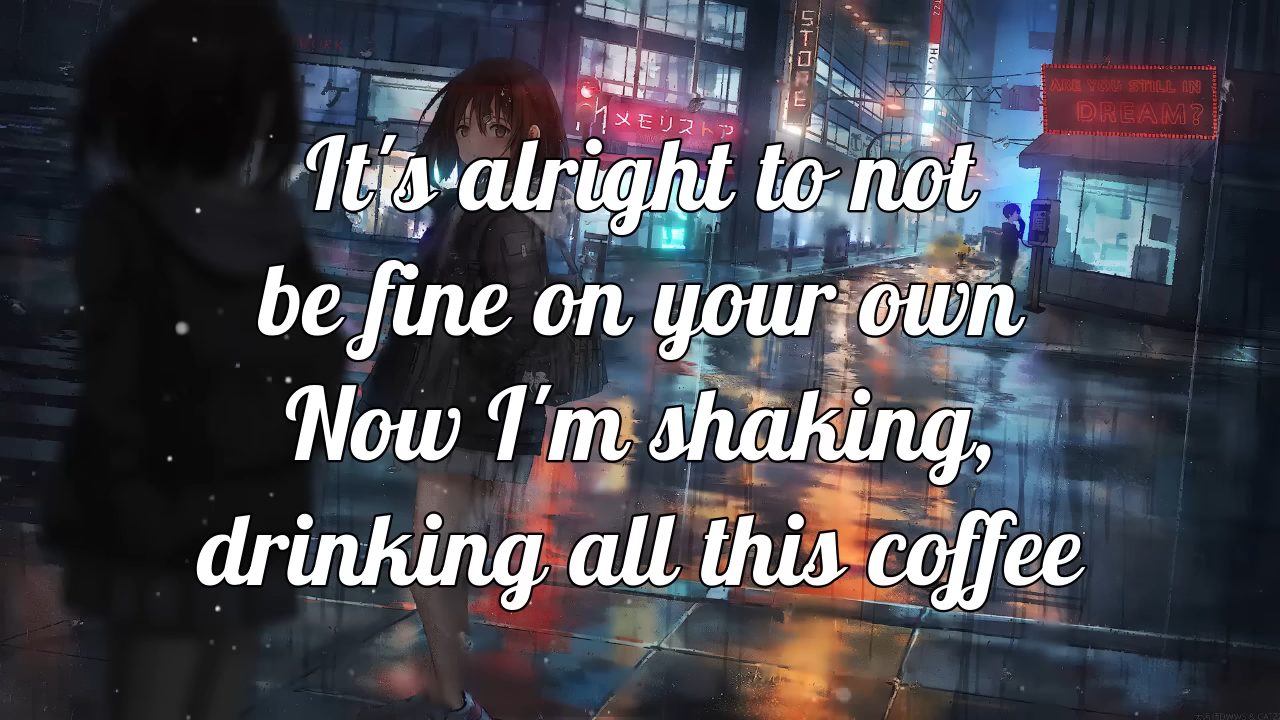 STORE
メモリストア
ARE YOU STILL IN
DREAM?
It's alright to not
be fine on your own
Now I'm shaking,
drinking all this coffee